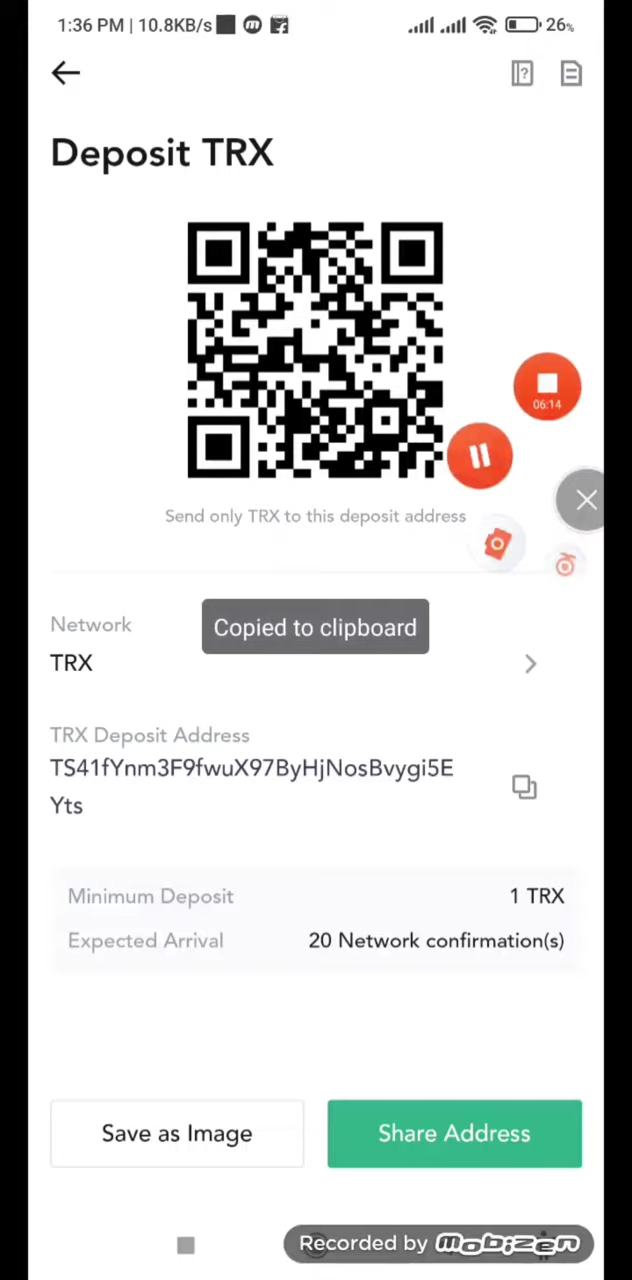 1:36 PM | 10.8KB/s 26%
Deposit TRX
06:14
Send only TRX to this deposit address
Network
Copied to clipboard
TRX
TRX Deposit Address
TS41fYnm3F9fwuX97ByHjNosBvygi5E
Yts
Minimum Deposit 1 TRX
Expected Arrival 20 Network confirmation(s)
Save as Image Share Address
Recorded by mobizen